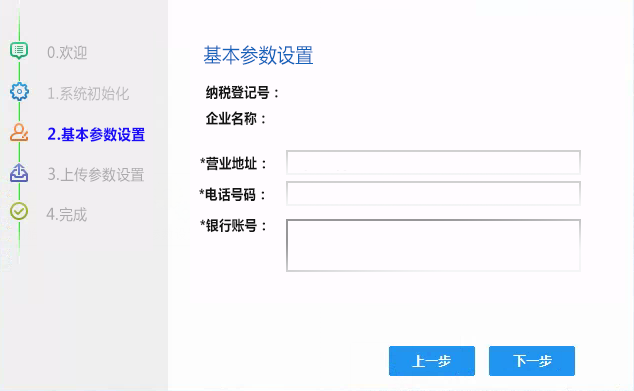 0.欢迎
1.系统初始化
2.基本参数设置
3.上传参数设置
4.完成
基本参数设置
纳税登记号：
企业名称：
*营业地址：
*电话号码：
*银行账号：
上一步 下一步